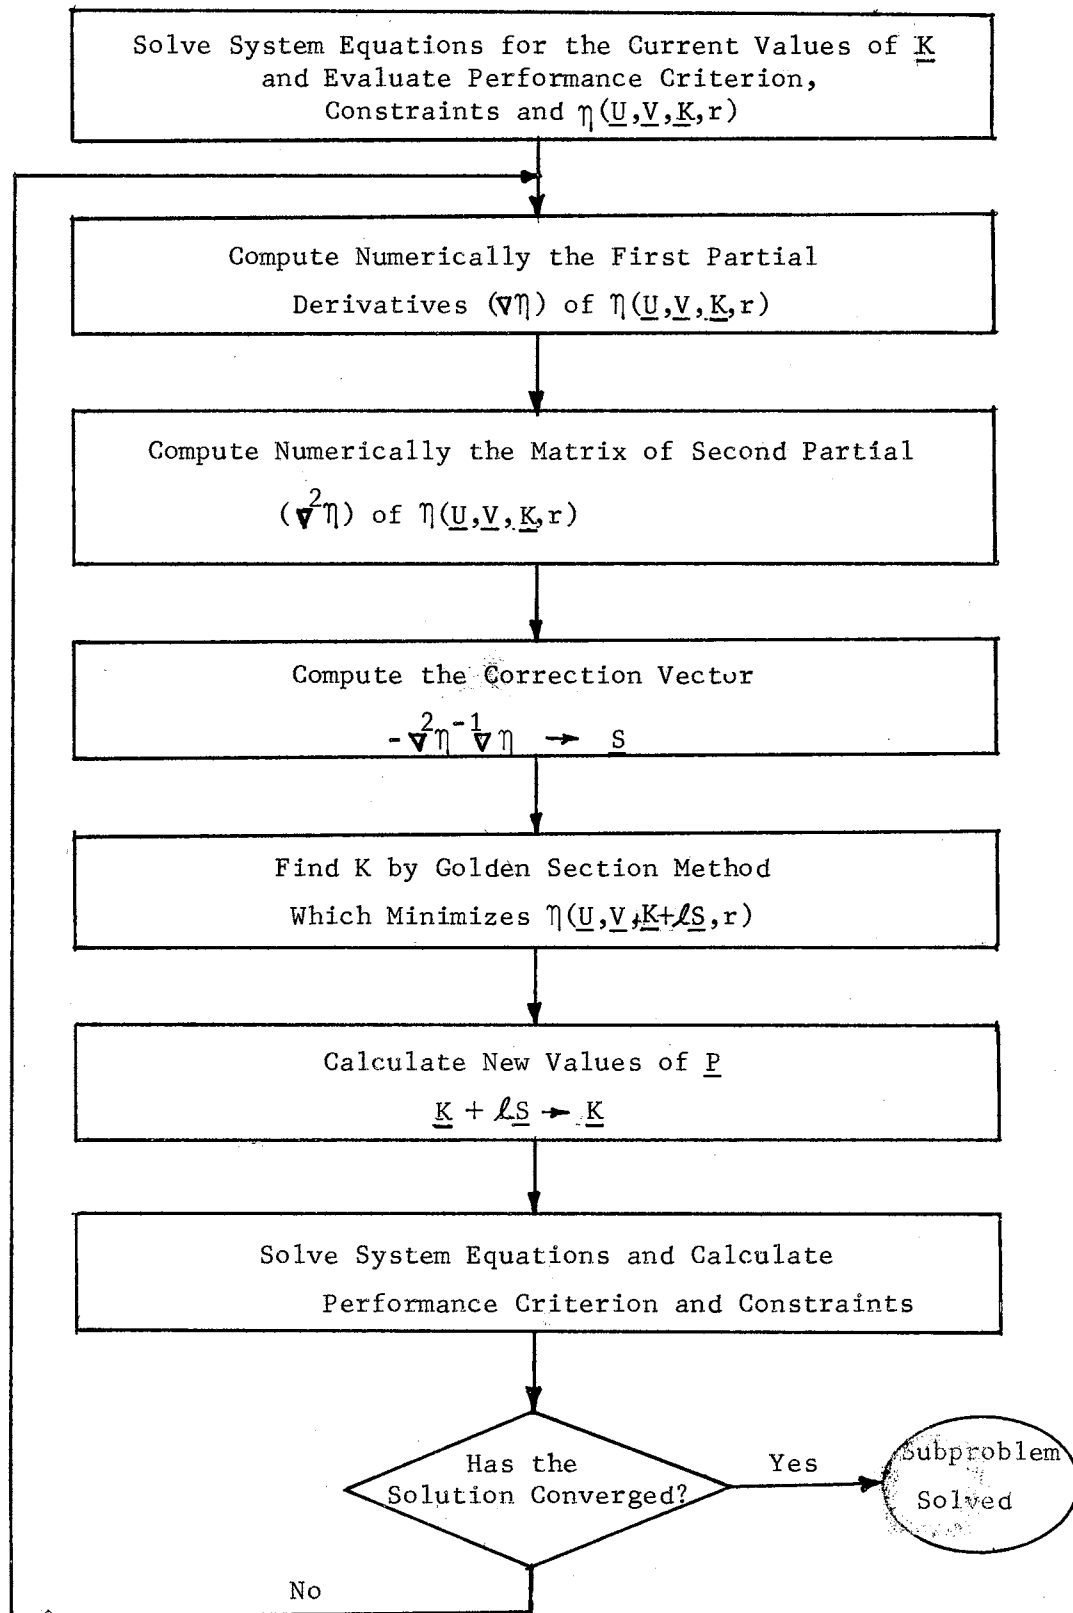 Solve System Equations for the Current Values of K
and Evaluate Performance Criterion,
Constraints and η(U,V,K,r)
Compute Numerically the First Partial
Derivatives (∇η) of η(U,V,K,r)
Compute Numerically the Matrix of Second Partial
(∇²η) of η(U,V,K,r)
Compute the Correction Vector
-∇²η⁻¹∇η → S
Find K by Golden Section Method
Which Minimizes η(U,V,K+ℓS,r)
Calculate New Values of P
K + ℓS → K
Solve System Equations and Calculate
Performance Criterion and Constraints
Has the
Solution Converged?
Yes
Subproblem
Solved
No